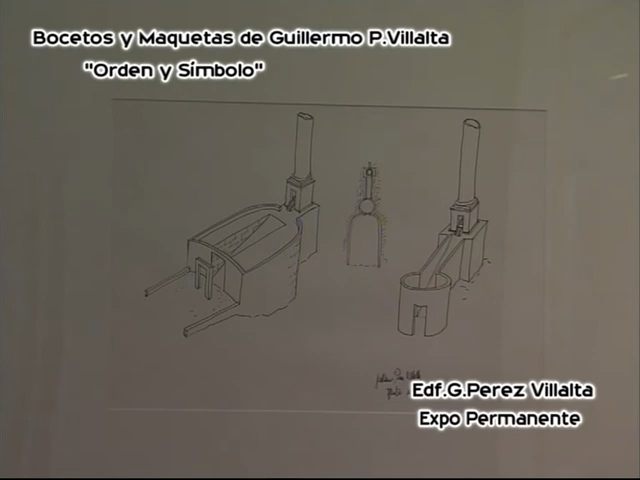 Bocetos y Maquetas de Guillermo P.Villalta
"Orden y Símbolo"
Edf.G.Perez Villalta
Expo Permanente